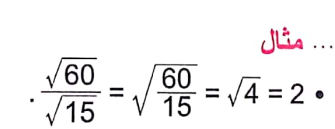 ... مثال
• √60/√15 = √(60/15) = √4 = 2 .